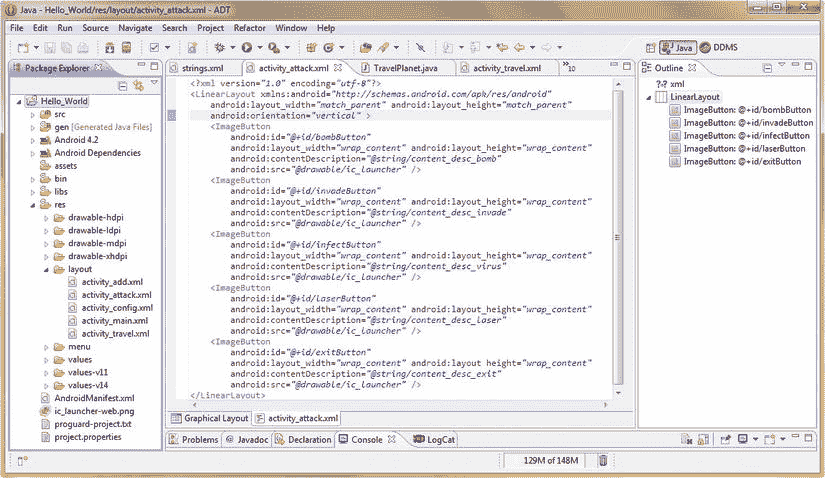 Java - Hello_World/res/layout/activity_attack.xml - ADT
File Edit Run Source Navigate Search Project Refactor Window Help
Java DDMS
Package Explorer
Hello_World
src
gen [Generated Java Files]
Android 4.2
Android Dependencies
assets
bin
libs
res
drawable-hdpi
drawable-ldpi
drawable-mdpi
drawable-xhdpi
layout
activity_add.xml
activity_attack.xml
activity_config.xml
activity_main.xml
activity_travel.xml
menu
values
values-v11
values-v14
AndroidManifest.xml
ic_launcher-web.png
proguard-project.txt
project.properties
strings.xml activity_attack.xml TravelPlanet.java activity_travel.xml »10
<?xml version="1.0" encoding="utf-8"?>
<LinearLayout xmlns:android="http://schemas.android.com/apk/res/android"
android:layout_width="match_parent" android:layout_height="match_parent"
android:orientation="vertical" >
<ImageButton
android:id="@+id/bombButton"
android:layout_width="wrap_content" android:layout_height="wrap_content"
android:contentDescription="@string/content_desc_bomb"
android:src="@drawable/ic_launcher" />
<ImageButton
android:id="@+id/invadeButton"
android:layout_width="wrap_content" android:layout_height="wrap_content"
android:contentDescription="@string/content_desc_invade"
android:src="@drawable/ic_launcher" />
<ImageButton
android:id="@+id/infectButton"
android:layout_width="wrap_content" android:layout_height="wrap_content"
android:contentDescription="@string/content_desc_virus"
android:src="@drawable/ic_launcher" />
<ImageButton
android:id="@+id/laserButton"
android:layout_width="wrap_content" android:layout_height="wrap_content"
android:contentDescription="@string/content_desc_laser"
android:src="@drawable/ic_launcher" />
<ImageButton
android:id="@+id/exitButton"
android:layout_width="wrap_content" android:layout_height="wrap_content"
android:contentDescription="@string/content_desc_exit"
android:src="@drawable/ic_launcher" />
</LinearLayout>
Graphical Layout activity_attack.xml
Outline
?? xml
LinearLayout
ImageButton: @+id/bombButton
ImageButton: @+id/invadeButton
ImageButton: @+id/infectButton
ImageButton: @+id/laserButton
ImageButton: @+id/exitButton
Problems @ Javadoc Declaration Console LogCat
129M of 148M